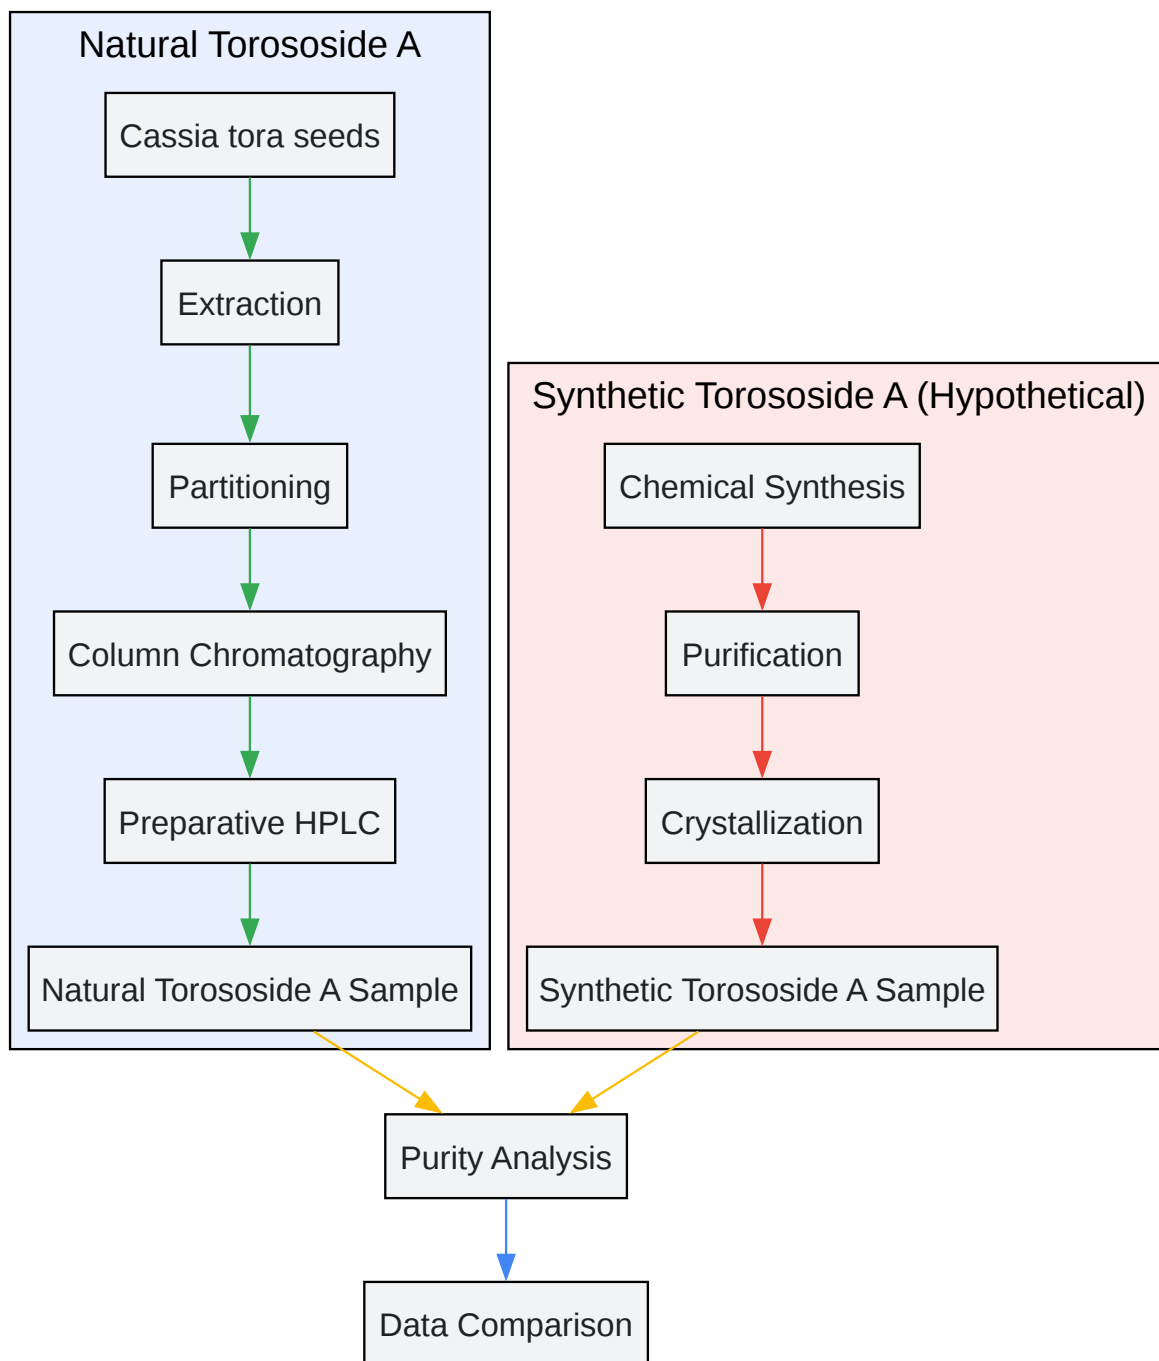 Natural Torososide A
Cassia tora seeds
Extraction
Partitioning
Column Chromatography
Preparative HPLC
Natural Torososide A Sample
Synthetic Torososide A (Hypothetical)
Chemical Synthesis
Purification
Crystallization
Synthetic Torososide A Sample
Purity Analysis
Data Comparison